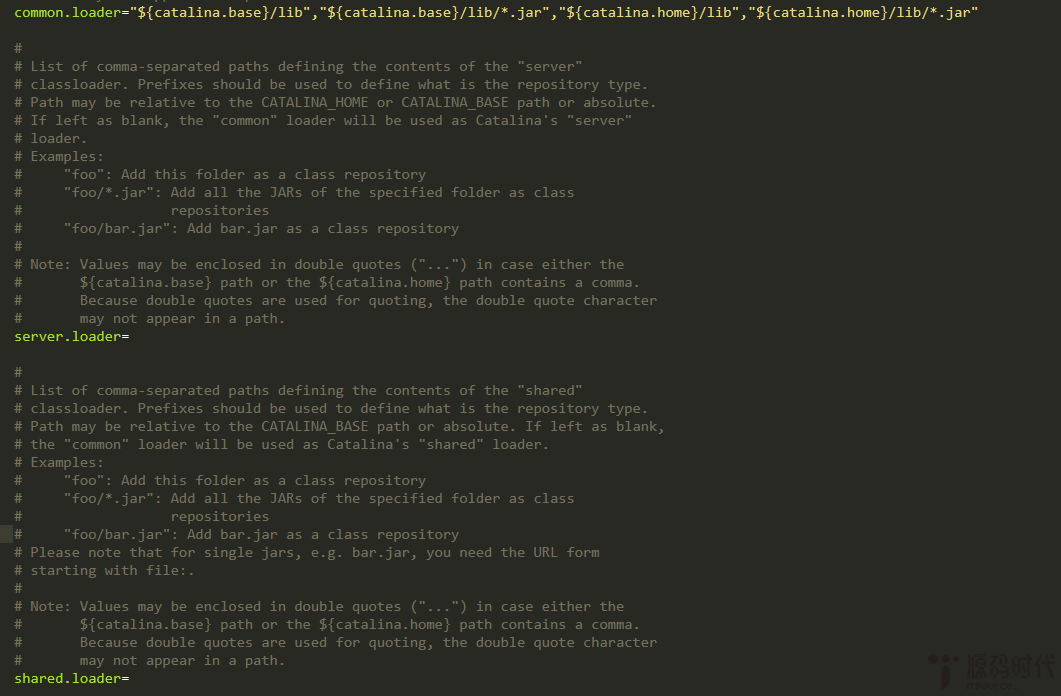 common.loader="${catalina.base}/lib","${catalina.base}/lib/*.jar","${catalina.home}/lib","${catalina.home}/lib/*.jar"
#
# List of comma-separated paths defining the contents of the "server"
# classloader. Prefixes should be used to define what is the repository type.
# Path may be relative to the CATALINA_HOME or CATALINA_BASE path or absolute.
# If left as blank, the "common" loader will be used as Catalina's "server"
# loader.
# Examples:
#     "foo": Add this folder as a class repository
#     "foo/*.jar": Add all the JARs of the specified folder as class
#                  repositories
#     "foo/bar.jar": Add bar.jar as a class repository
#
# Note: Values may be enclosed in double quotes ("...") in case either the
#       ${catalina.base} path or the ${catalina.home} path contains a comma.
#       Because double quotes are used for quoting, the double quote character
#       may not appear in a path.
server.loader=
#
# List of comma-separated paths defining the contents of the "shared"
# classloader. Prefixes should be used to define what is the repository type.
# Path may be relative to the CATALINA_BASE path or absolute. If left as blank,
# the "common" loader will be used as Catalina's "shared" loader.
# Examples:
#     "foo": Add this folder as a class repository
#     "foo/*.jar": Add all the JARs of the specified folder as class
#                  repositories
#     "foo/bar.jar": Add bar.jar as a class repository
# Please note that for single jars, e.g. bar.jar, you need the URL form
# starting with file:.
#
# Note: Values may be enclosed in double quotes ("...") in case either the
#       ${catalina.base} path or the ${catalina.home} path contains a comma.
#       Because double quotes are used for quoting, the double quote character
#       may not appear in a path.
shared.loader=
源码时代